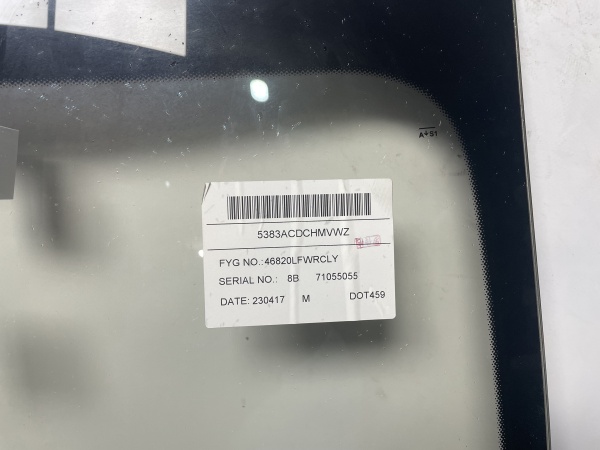 A↔S1
5383ACDCHMVWZ
FYG NO.:46820LFWRCLY
SERIAL NO.: 8B 71055055
DATE: 230417 M DOT459